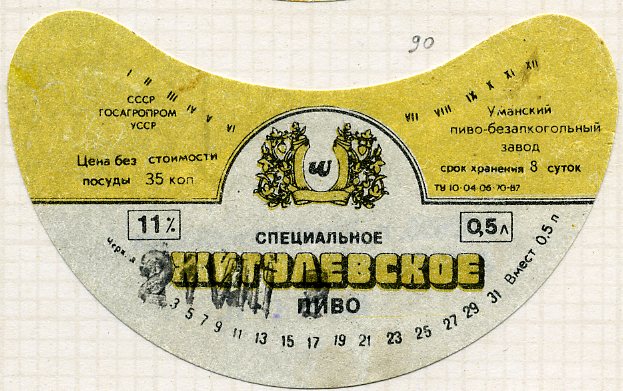 90
I II III IV V VI
VII VIII IX X XI XII
СССР
ГОСАГРОПРОМ
УССР
Цена без стоимости
посуды 35 коп
Уманский
пиво-безалкогольный
завод
срок хранения 8 суток
ТУ 10-04-06-70-87
11%
0,5 л
СПЕЦИАЛЬНОЕ
ЖИГУЛЕВСКОЕ
ПИВО
3 5 7 9 11 13 15 17 19 21 23 25 27 29 31 Вмест 0,5 л